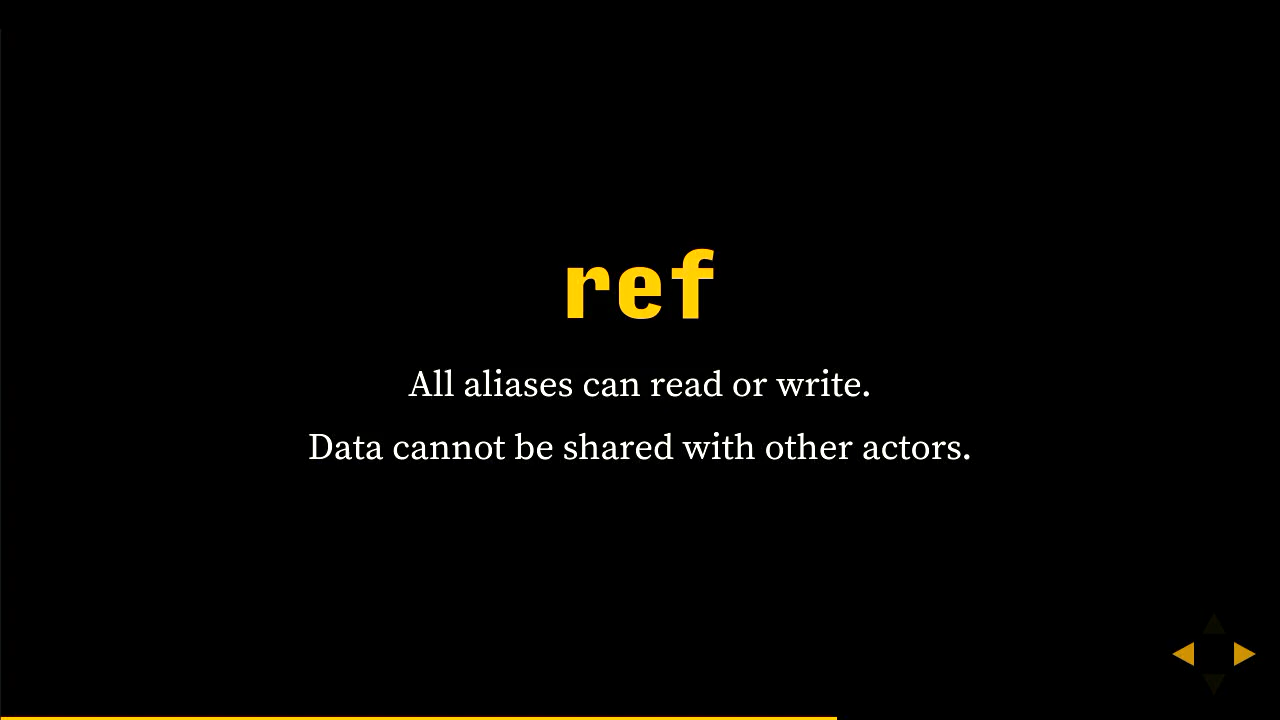 ref
All aliases can read or write.
Data cannot be shared with other actors.